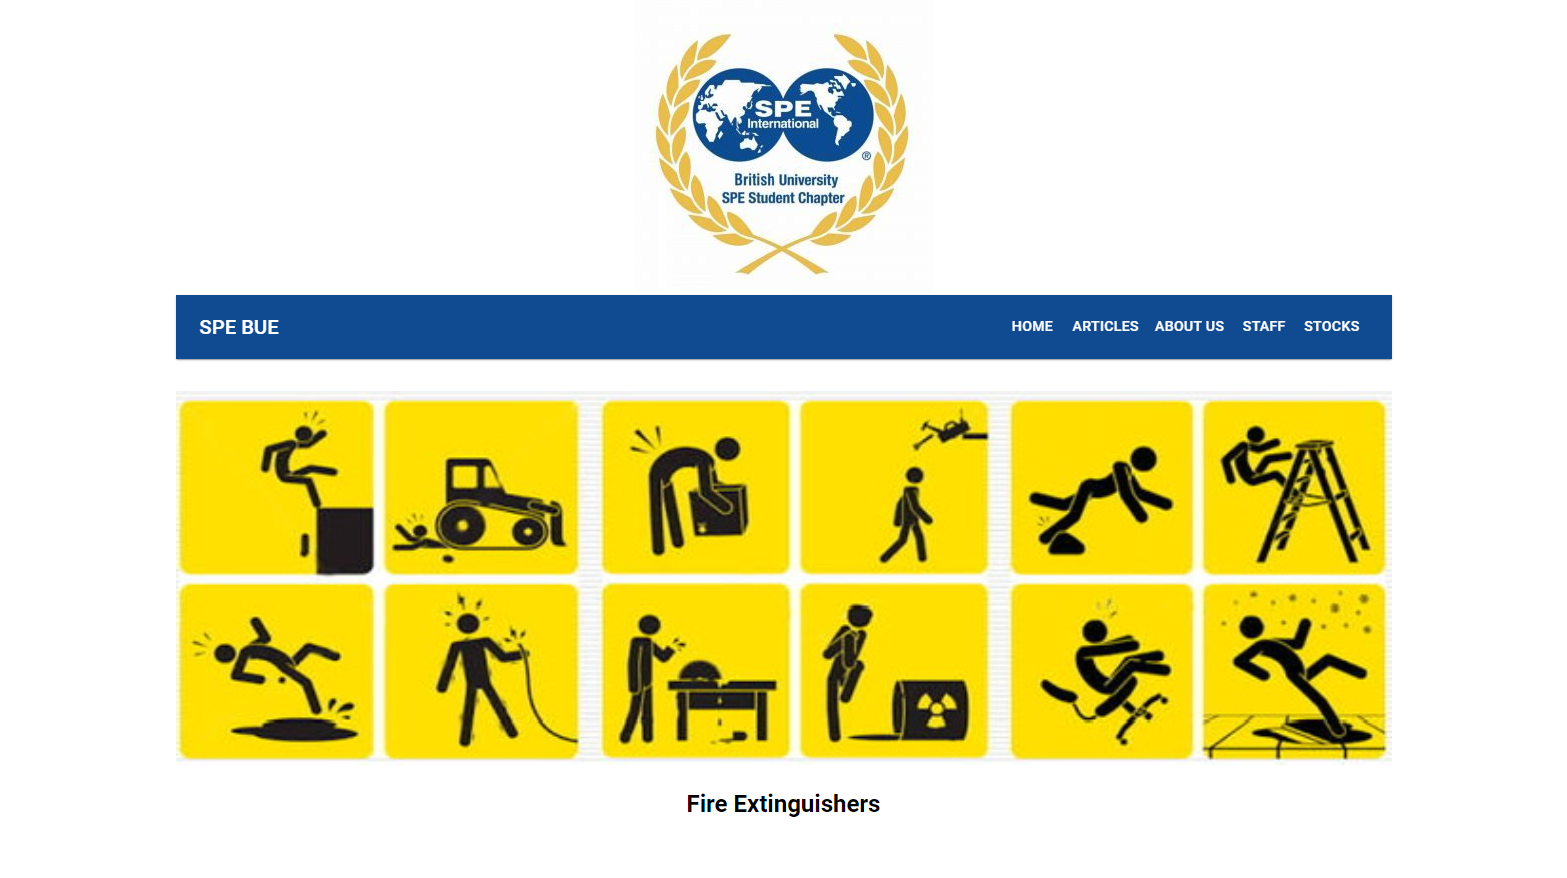 SPE
International
®
British University
SPE Student Chapter
SPE BUE
HOME ARTICLES ABOUT US STAFF STOCKS
Fire Extinguishers